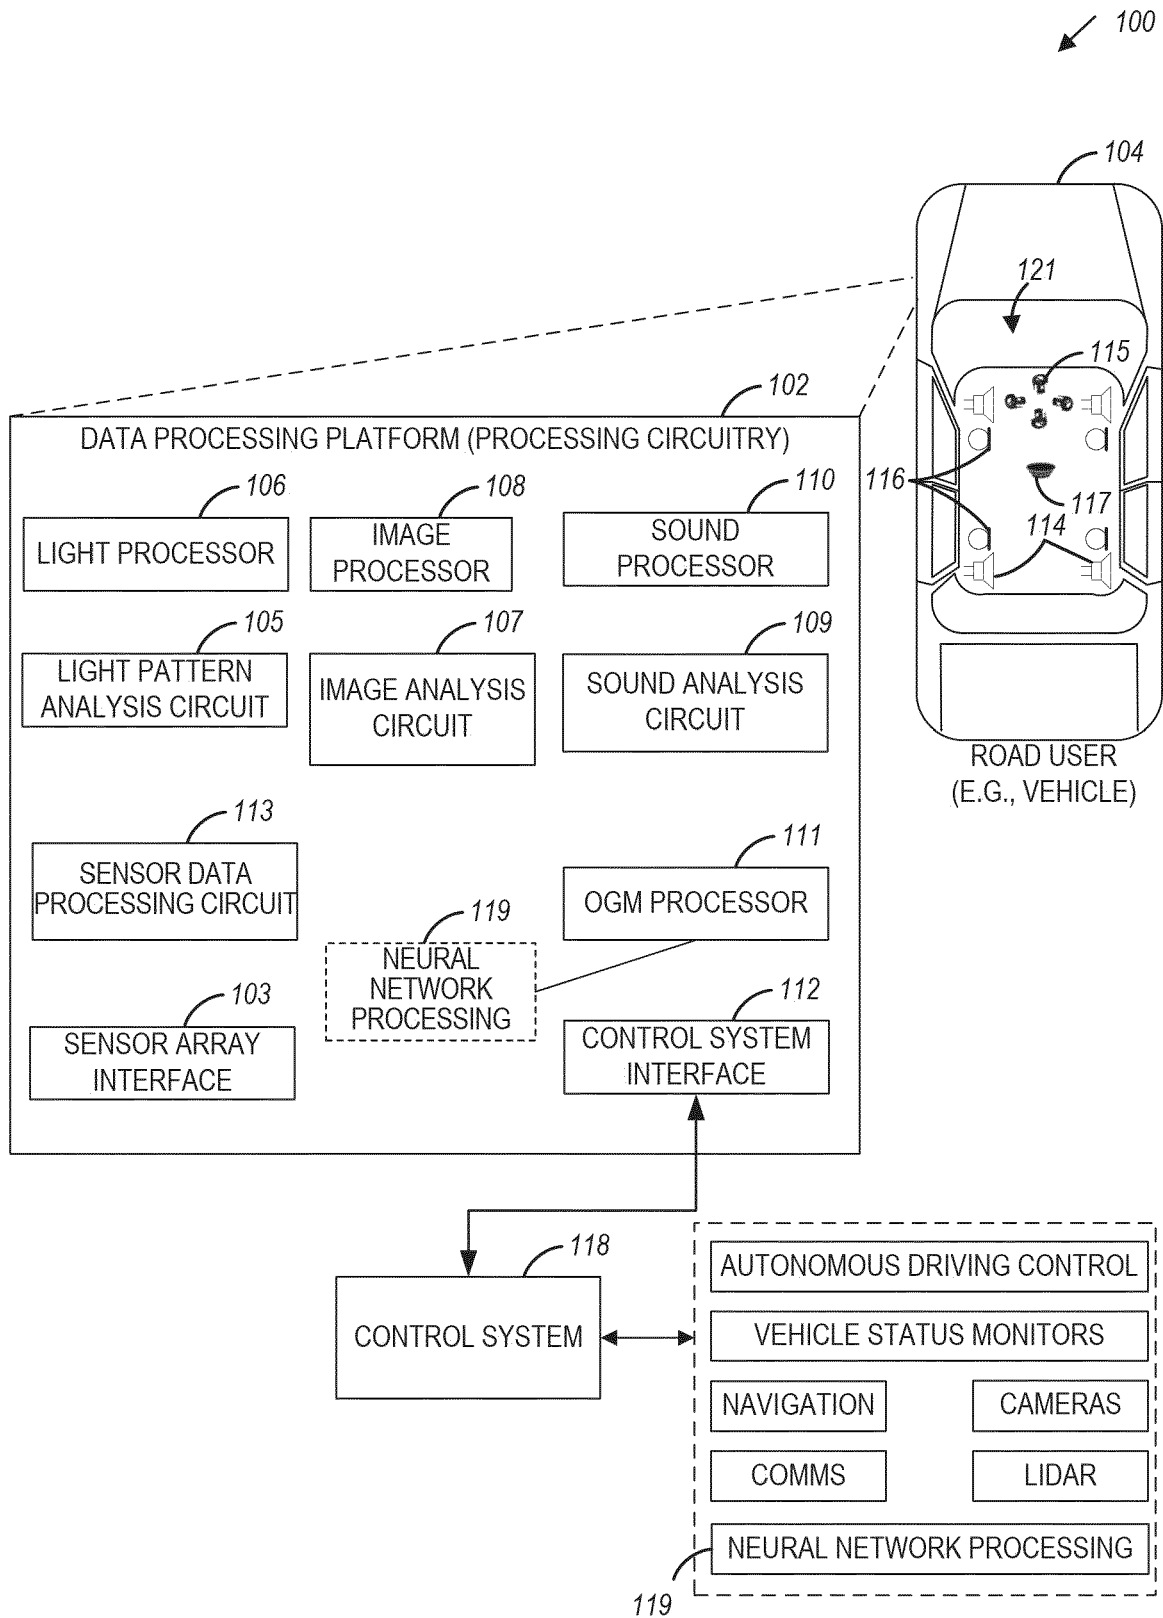 100
104
121
115
102
DATA PROCESSING PLATFORM (PROCESSING CIRCUITRY)
106
108
110
116
117
114
LIGHT PROCESSOR
IMAGE
PROCESSOR
SOUND
PROCESSOR
105
107
109
LIGHT PATTERN
ANALYSIS CIRCUIT
IMAGE ANALYSIS
CIRCUIT
SOUND ANALYSIS
CIRCUIT
ROAD USER
(E.G., VEHICLE)
113
111
SENSOR DATA
PROCESSING CIRCUIT
OGM PROCESSOR
119
NEURAL
NETWORK
PROCESSING
103
112
SENSOR ARRAY
INTERFACE
CONTROL SYSTEM
INTERFACE
118
CONTROL SYSTEM
AUTONOMOUS DRIVING CONTROL
VEHICLE STATUS MONITORS
NAVIGATION
CAMERAS
COMMS
LIDAR
NEURAL NETWORK PROCESSING
119